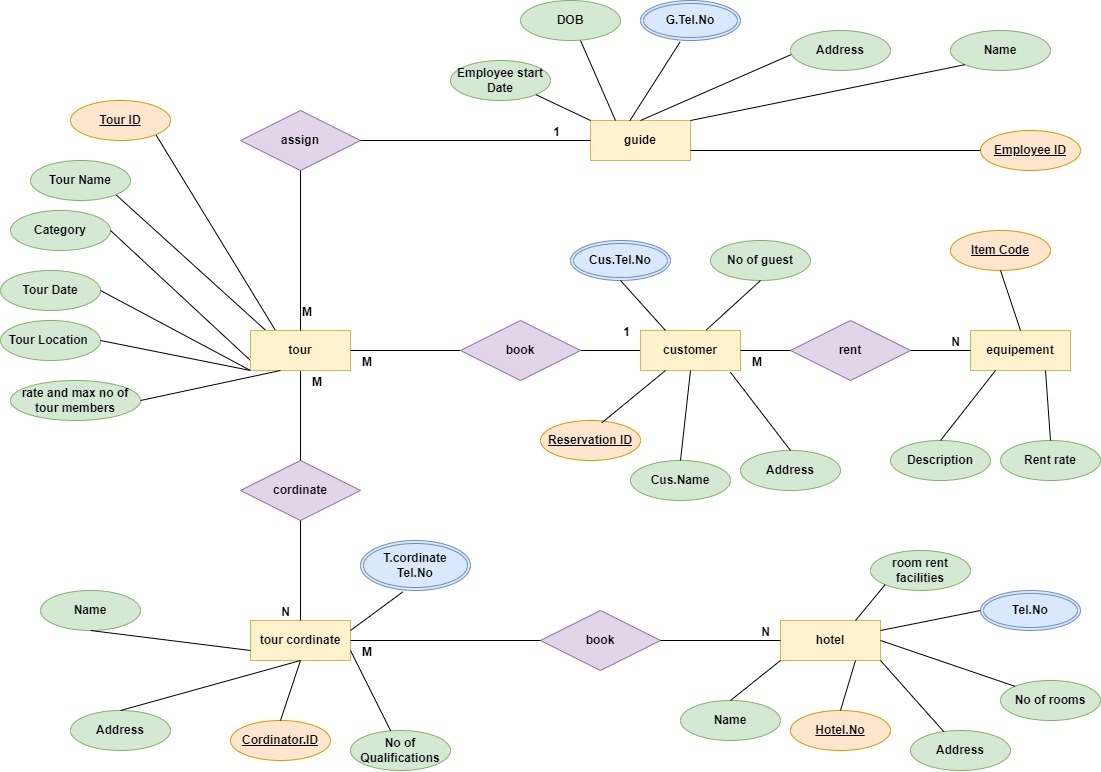 DOB
G.Tel.No
Address
Name
Employee start
Date
Tour ID
assign
1
guide
Employee ID
Tour Name
Category
Cus.Tel.No
No of guest
Item Code
Tour Date
M
Tour Location
tour
M
book
1
customer
M
rent
N
equipement
M
rate and max no of
tour members
Reservation ID
Cus.Name
Address
Description
Rent rate
cordinate
T.cordinate
Tel.No
room rent
facilities
Name
N
Tel.No
tour cordinate
M
book
N
hotel
No of rooms
Address
Cordinator.ID
No of
Qualifications
Name
Hotel.No
Address